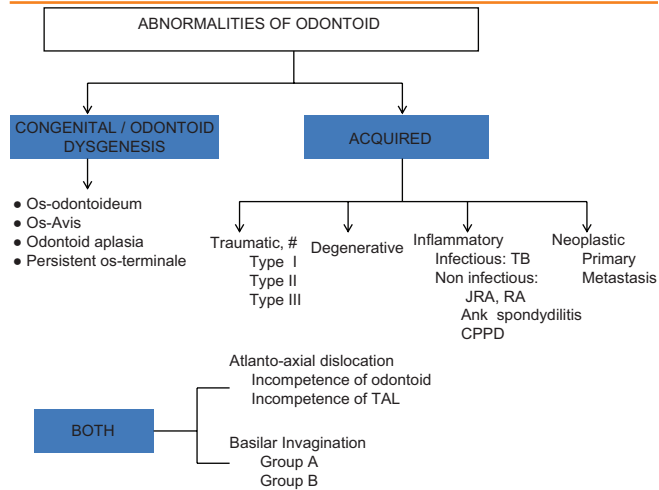 ABNORMALITIES OF ODONTOID
CONGENITAL / ODONTOID
DYSGENESIS
● Os-odontoideum
● Os-Avis
● Odontoid aplasia
● Persistent os-terminale
ACQUIRED
Traumatic, #
Type I
Type II
Type III
Degenerative
Inflammatory
Infectious: TB
Non infectious:
JRA, RA
Ank spondydilitis
CPPD
Neoplastic
Primary
Metastasis
BOTH
Atlanto-axial dislocation
Incompetence of odontoid
Incompetence of TAL
Basilar Invagination
Group A
Group B